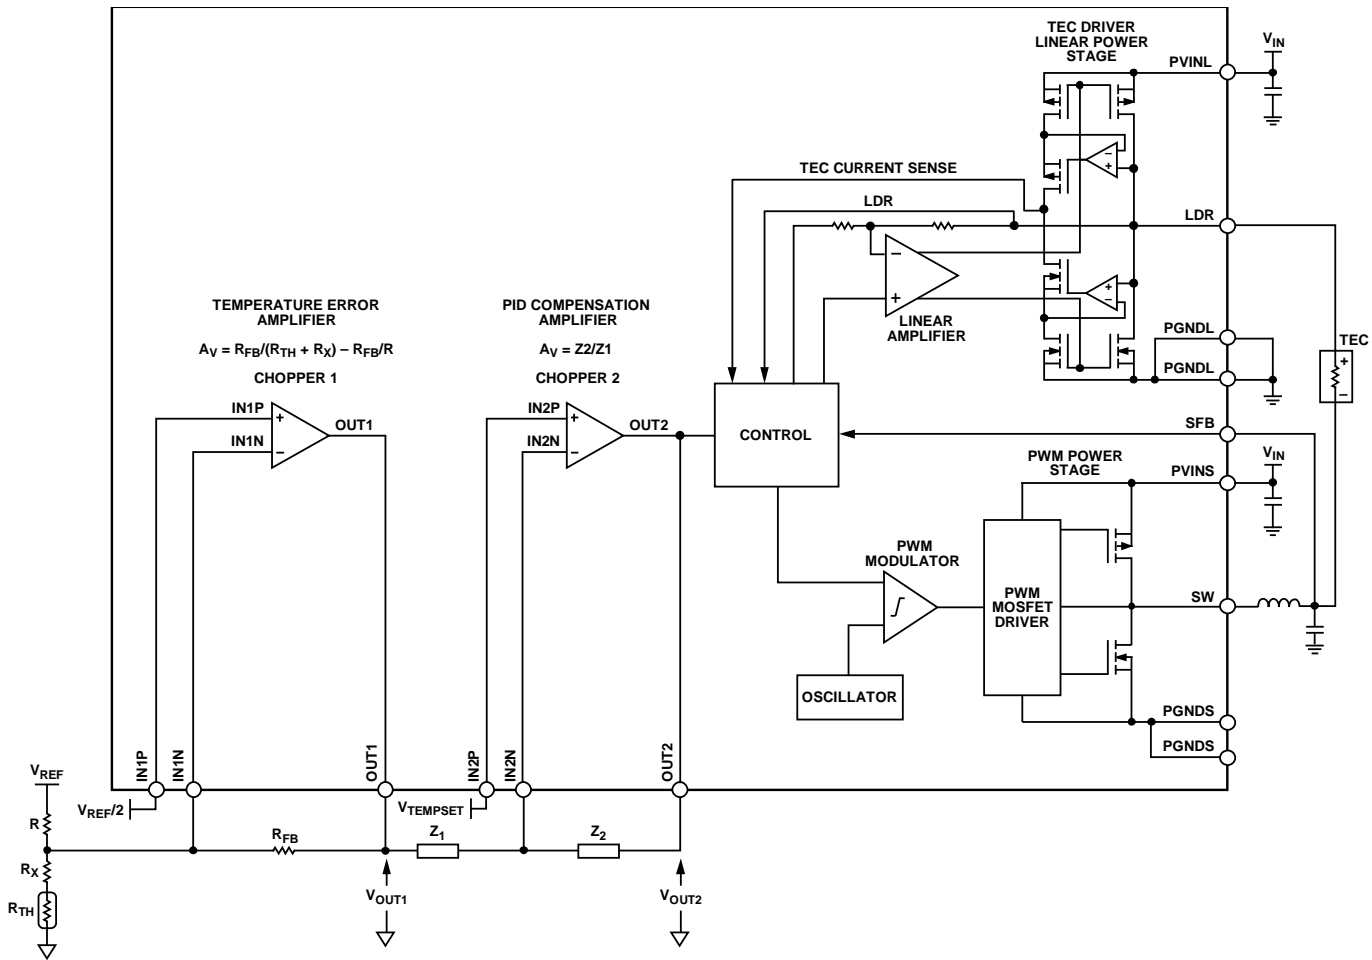 TEC DRIVER
LINEAR POWER
STAGE
VIN
PVINL
TEC CURRENT SENSE
LDR
LDR
−
+
+
−
−
+
LINEAR
AMPLIFIER
TEMPERATURE ERROR
AMPLIFIER
AV = RFB/(RTH + RX) – RFB/R
CHOPPER 1
PID COMPENSATION
AMPLIFIER
AV = Z2/Z1
CHOPPER 2
PGNDL
PGNDL
TEC
+
−
IN1P
IN1N
+
−
OUT1
IN2P
IN2N
+
−
OUT2
CONTROL
SFB
VIN
PVINS
PWM POWER
STAGE
PWM
MODULATOR
PWM
MOSFET
DRIVER
SW
OSCILLATOR
PGNDS
PGNDS
IN1P
IN1N
OUT1
IN2P
IN2N
OUT2
VREF
VREF/2
VTEMPSET
R
RFB
Z1
Z2
RX
RTH
VOUT1
VOUT2